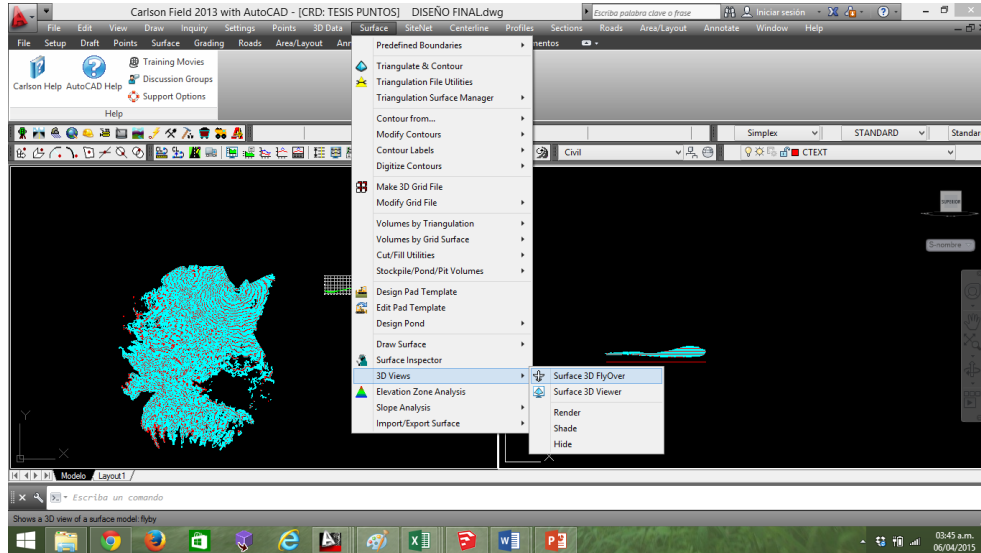 Carlson Field 2013 with AutoCAD - [CRD: TESIS PUNTOS] DISEÑO FINAL.dwg
Escriba palabra clave o frase
Iniciar sesión
File Edit View Draw Inquiry Settings Points 3D Data Surface SiteNet Centerline Profiles Sections Roads Area/Layout Annotate Window Help
File Setup Draft Points Surface Grading Roads Area/Layout
Carlson Help
AutoCAD Help
Training Movies
Discussion Groups
Support Options
Help
Predefined Boundaries
Triangulate & Contour
Triangulation File Utilities
Triangulation Surface Manager
Contour from...
Modify Contours
Contour Labels
Digitize Contours
Make 3D Grid File
Modify Grid File
Volumes by Triangulation
Volumes by Grid Surface
Cut/Fill Utilities
Stockpile/Pond/Pit Volumes
Design Pad Template
Edit Pad Template
Design Pond
Draw Surface
Surface Inspector
3D Views
Elevation Zone Analysis
Slope Analysis
Import/Export Surface
Surface 3D FlyOver
Surface 3D Viewer
Render
Shade
Hide
Simplex STANDARD Standar
Civil CTEXT
SUPERIOR
S-nombre
Y
X
X
Modelo Layout1
Escriba un comando
Shows a 3D view of a surface model: flyby
03:45 a.m.
06/04/2015